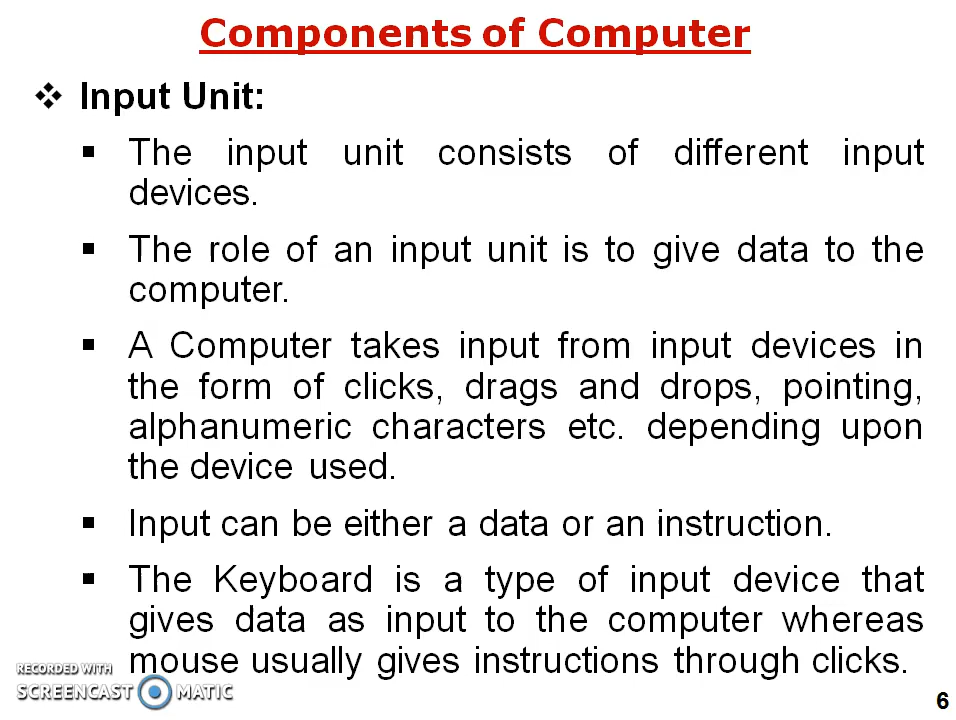 Components of Computer
❖ Input Unit:
▪ The input unit consists of different input
devices.
▪ The role of an input unit is to give data to the
computer.
▪ A Computer takes input from input devices in
the form of clicks, drags and drops, pointing,
alphanumeric characters etc. depending upon
the device used.
▪ Input can be either a data or an instruction.
▪ The Keyboard is a type of input device that
gives data as input to the computer whereas
mouse usually gives instructions through clicks.
RECORDED WITH
SCREENCAST MATIC
6